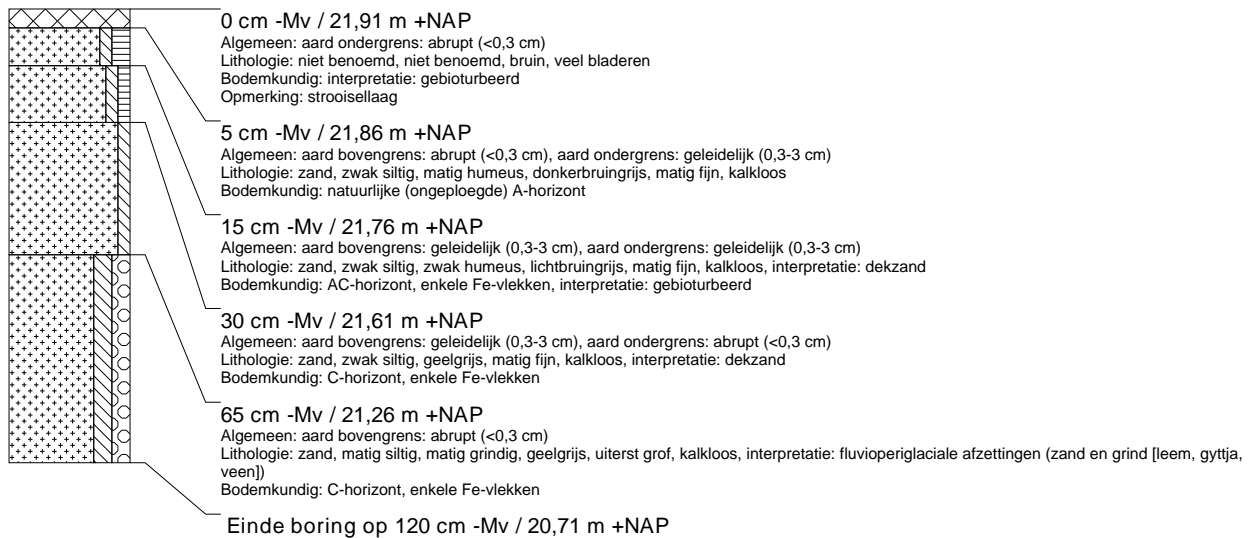 0 cm -Mv / 21,91 m +NAP
Algemeen: aard ondergrens: abrupt (<0,3 cm)
Lithologie: niet benoemd, niet benoemd, bruin, veel bladeren
Bodemkundig: interpretatie: gebioturbeerd
Opmerking: strooisellaag
5 cm -Mv / 21,86 m +NAP
Algemeen: aard bovengrens: abrupt (<0,3 cm), aard ondergrens: geleidelijk (0,3-3 cm)
Lithologie: zand, zwak siltig, matig humeus, donkerbruingrijs, matig fijn, kalkloos
Bodemkundig: natuurlijke (ongeploegde) A-horizont
15 cm -Mv / 21,76 m +NAP
Algemeen: aard bovengrens: geleidelijk (0,3-3 cm), aard ondergrens: geleidelijk (0,3-3 cm)
Lithologie: zand, zwak siltig, zwak humeus, lichtbruingrijs, matig fijn, kalkloos, interpretatie: dekzand
Bodemkundig: AC-horizont, enkele Fe-vlekken, interpretatie: gebioturbeerd
30 cm -Mv / 21,61 m +NAP
Algemeen: aard bovengrens: geleidelijk (0,3-3 cm), aard ondergrens: abrupt (<0,3 cm)
Lithologie: zand, zwak siltig, geelgrijs, matig fijn, kalkloos, interpretatie: dekzand
Bodemkundig: C-horizont, enkele Fe-vlekken
65 cm -Mv / 21,26 m +NAP
Algemeen: aard bovengrens: abrupt (<0,3 cm)
Lithologie: zand, matig siltig, matig grindig, geelgrijs, uiterst grof, kalkloos, interpretatie: fluvioperiglaciale afzettingen (zand en grind [leem, gyttja,
veen])
Bodemkundig: C-horizont, enkele Fe-vlekken
Einde boring op 120 cm -Mv / 20,71 m +NAP